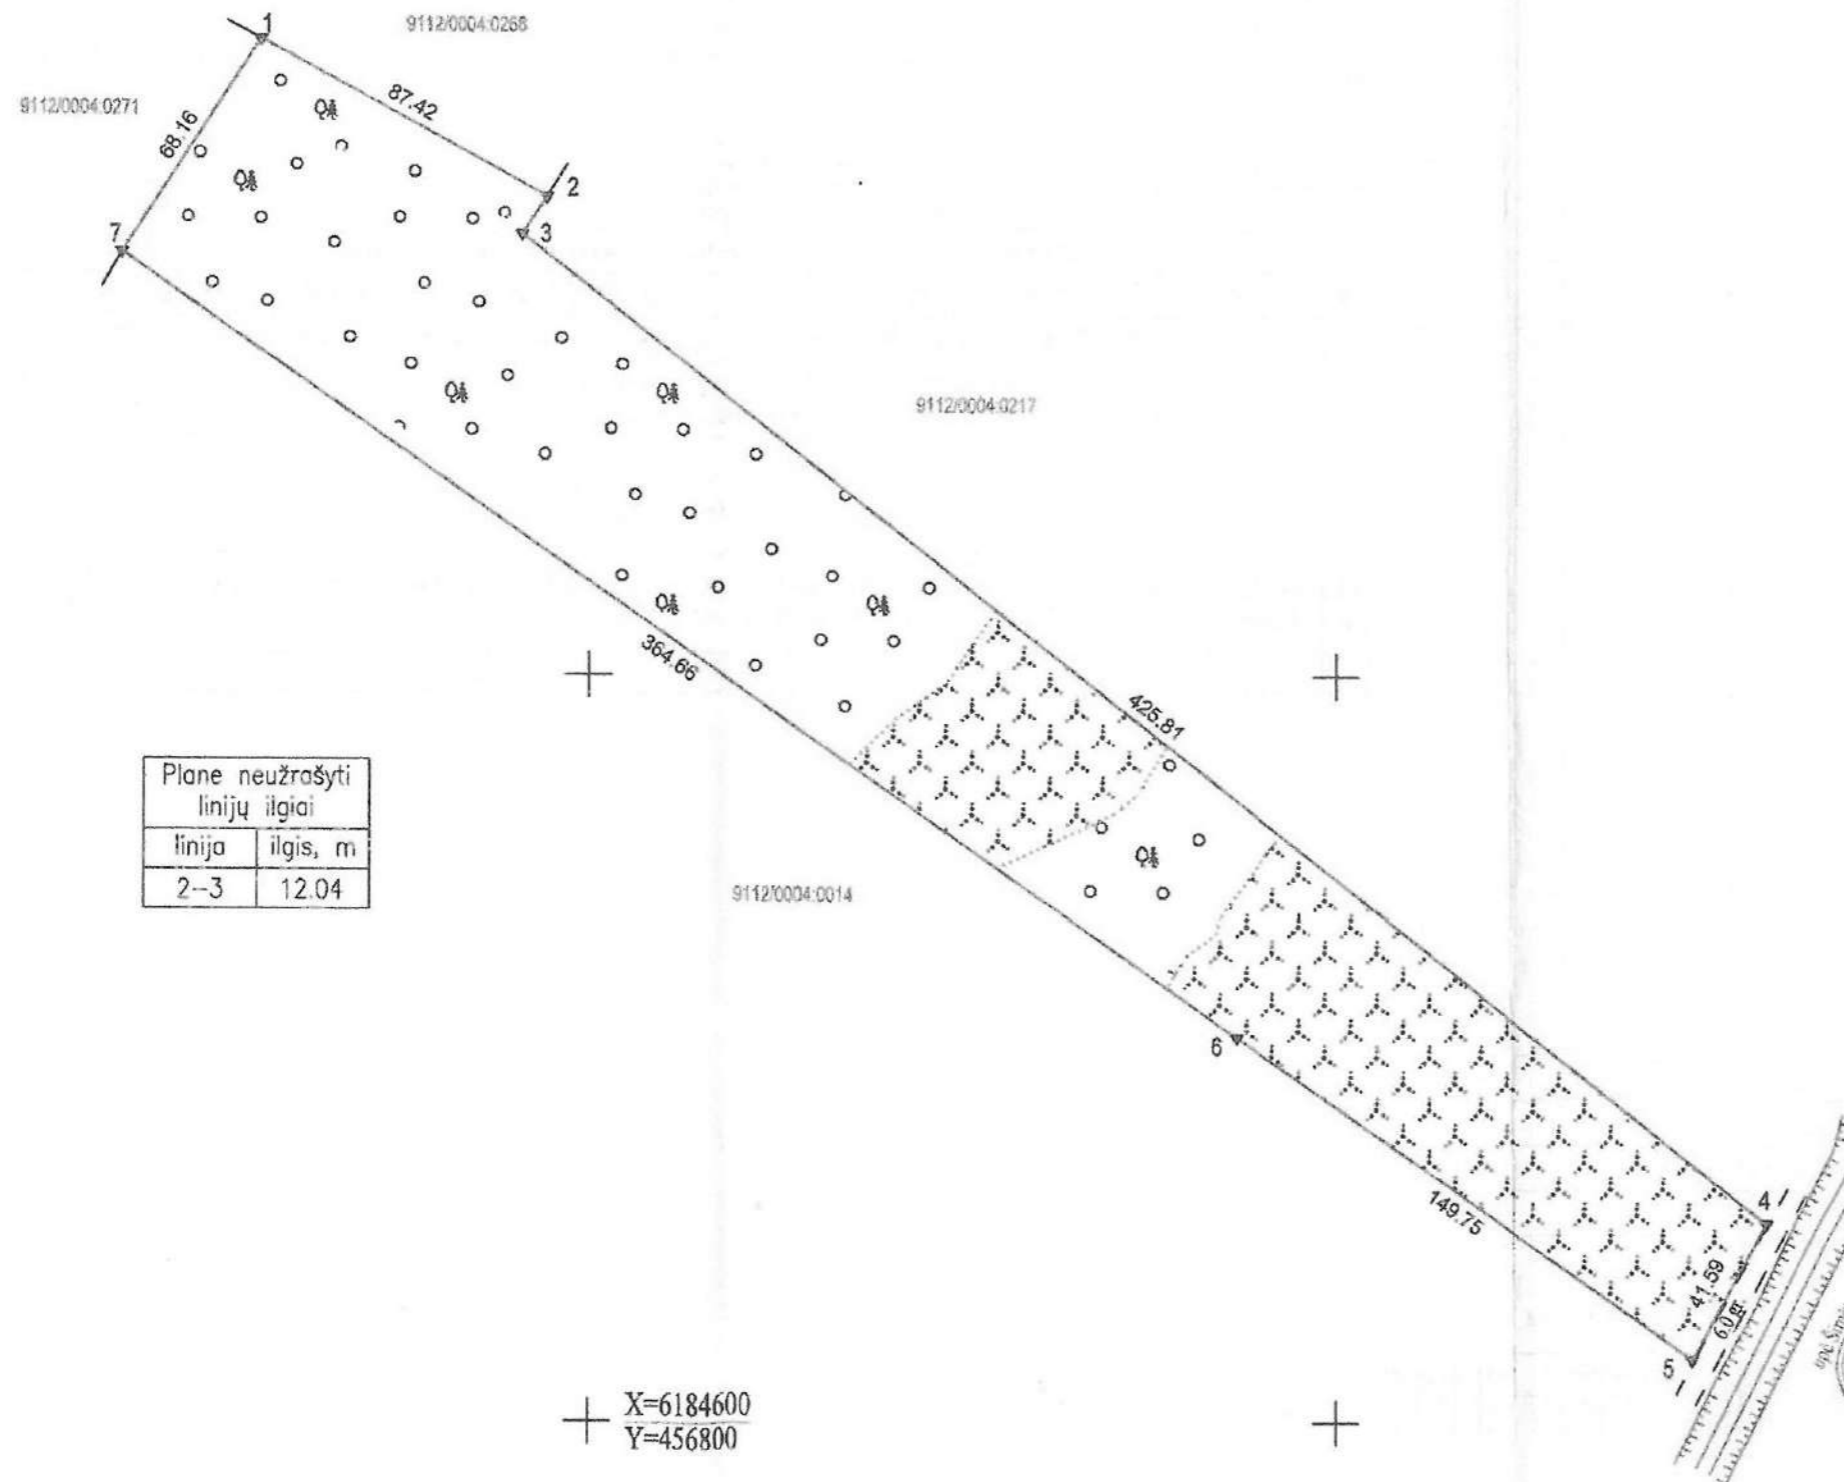 1
9112/0004:0268
9112/0004:0271
87.42
68.16
2
3
7
9112/0004:0217
364.66
425.81
Plane neužrašyti
linijų ilgiai
linija ilgis, m
2-3 12.04
9112/0004:0014
6
149.75
4
41.59
6.0 gr.
5
upė
X=6184600
Y=456800